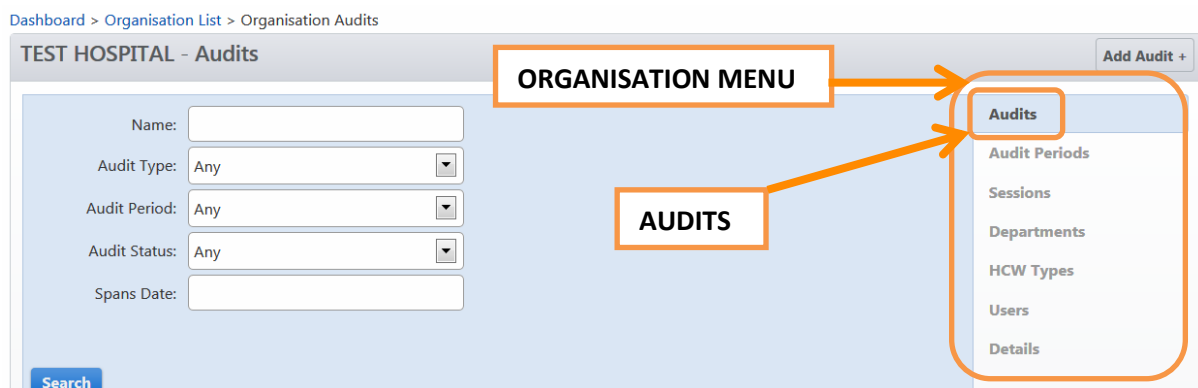 Dashboard > Organisation List > Organisation Audits
TEST HOSPITAL - Audits
Add Audit +
ORGANISATION MENU
Name:
Audit Type: Any
Audit Period: Any
Audit Status: Any
Spans Date:
Search
AUDITS
Audits
Audit Periods
Sessions
Departments
HCW Types
Users
Details